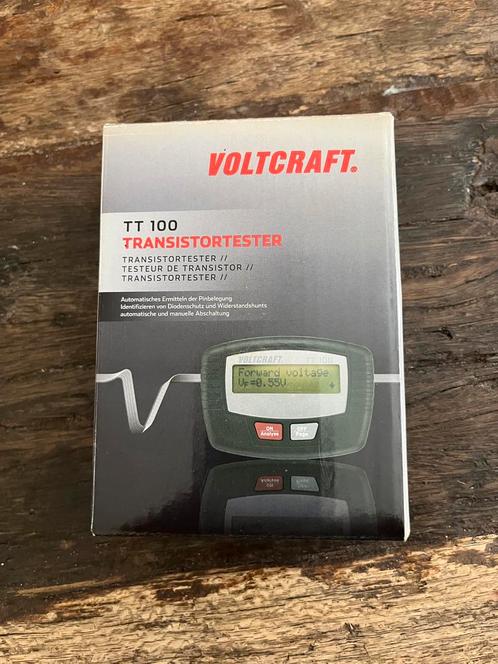 VOLTCRAFT®
TT 100
TRANSISTORTESTER
TRANSISTORTESTER //
TESTEUR DE TRANSISTOR //
TRANSISTORTESTER //
Automatisches Ermitteln der Pinbelegung
Identifizieren von Diodenschutz und Widerstandshunts
automatische und manuelle Abschaltung
VOLTCRAFT TT 100
Forward voltage
VF=0.55V
ON
Analyse
OFF
Page